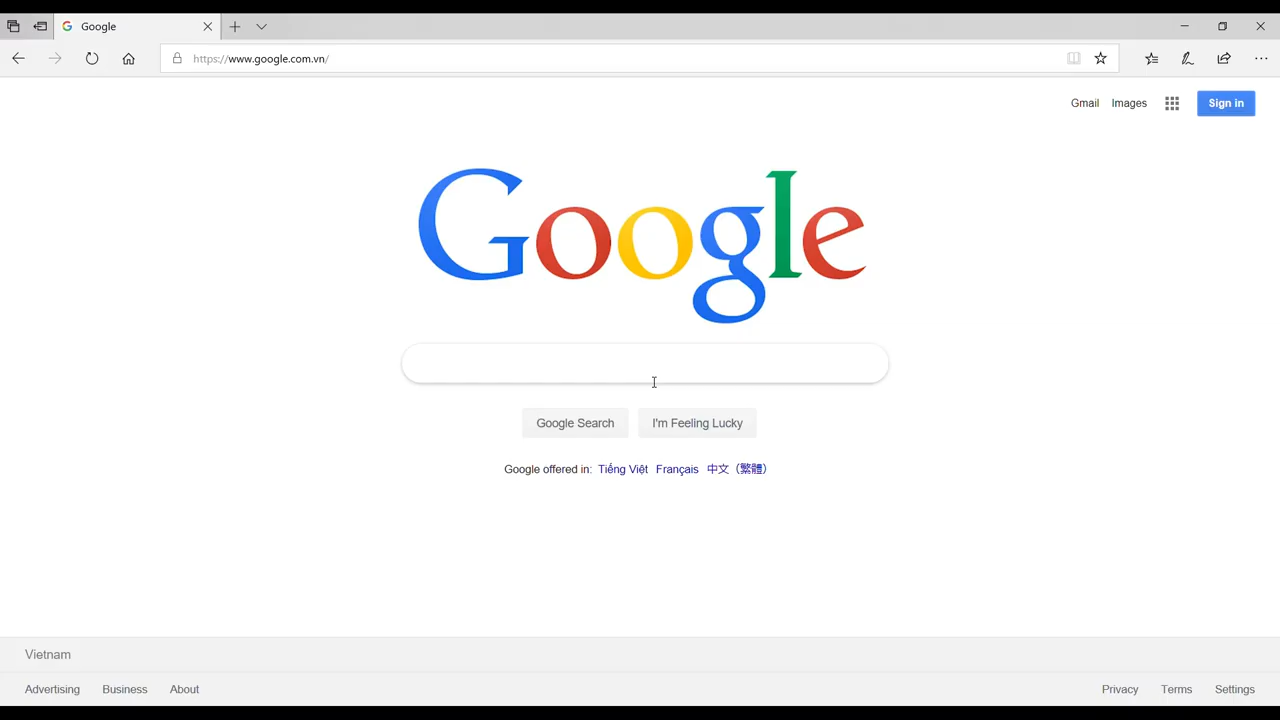 Google
https://www.google.com.vn/
Gmail Images Sign in
Google
Google Search I'm Feeling Lucky
Google offered in: Tiếng Việt Français 中文（繁體）
Vietnam
Advertising Business About Privacy Terms Settings